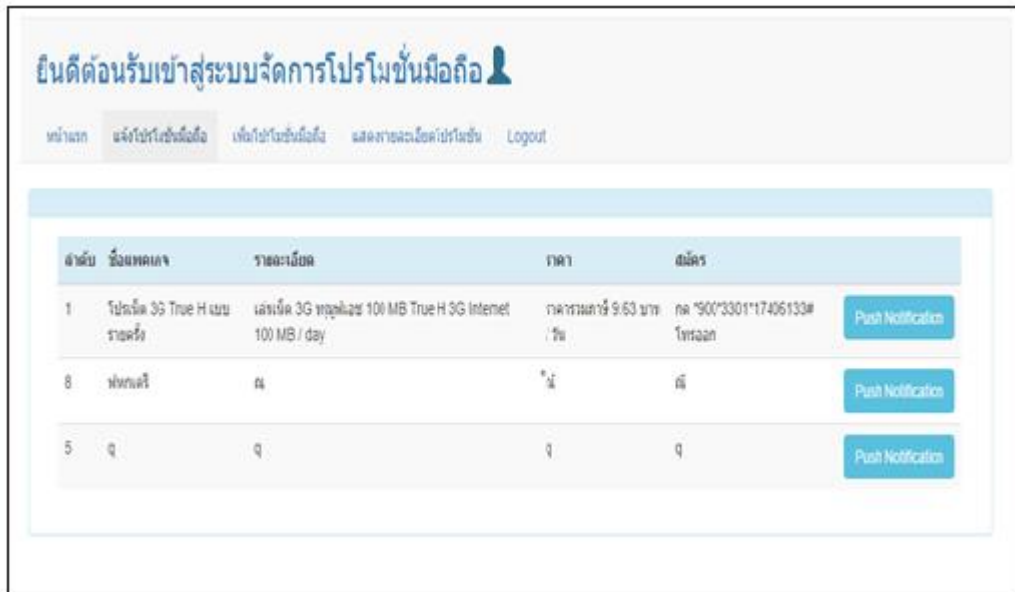 ยินดีต้อนรับเข้าสู่ระบบจัดการโปรโมชั่นมือถือ
หน้าแรก แจ้งโปรโมชั่นมือถือ เพิ่มโปรโมชั่นมือถือ แสดงรายละเอียดโปรโมชั่น Logout
ลำดับ ชื่อแพคเกจ รายละเอียด ราคา สมัคร
1 โปรเน็ต 3G True H แบบ เล่นเน็ต 3G 100 MB True H 3G Internet ราคารวมภาษี 9.63 บาท กด *900*3301*17406133#
รายครั้ง 100 MB / day / วัน โทรออก
Push Notification
8 ฟหกเดรี ณ ณ์
Push Notification
5 q q q q
Push Notification